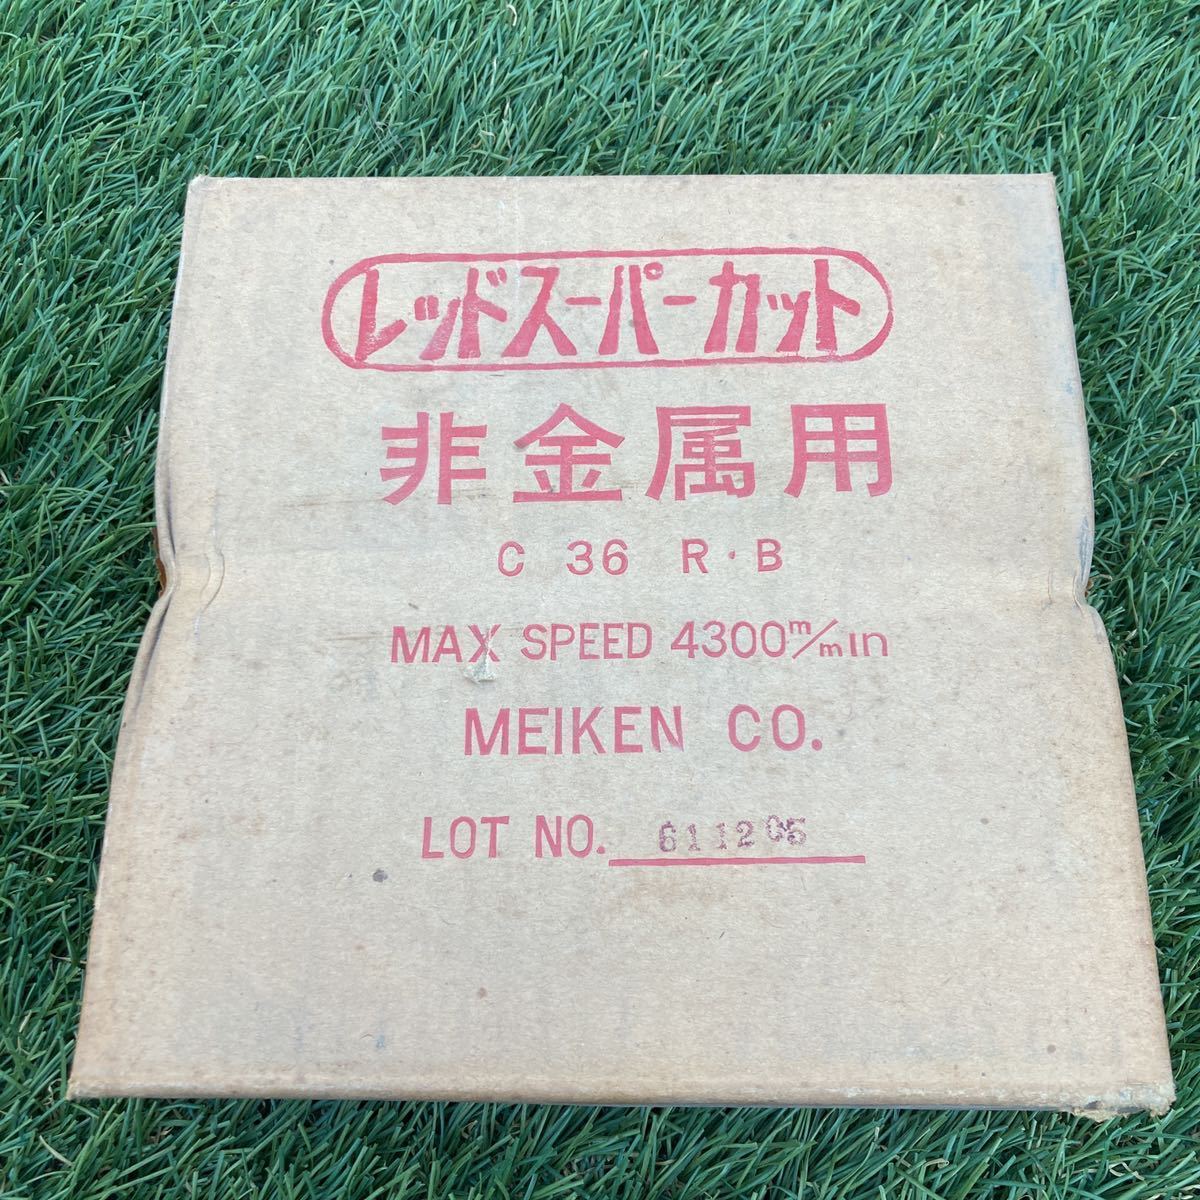 レッドスーパーカット
非金属用
C 36 R・B
MAX SPEED 4300m/min
MEIKEN CO.
LOT NO. 611205